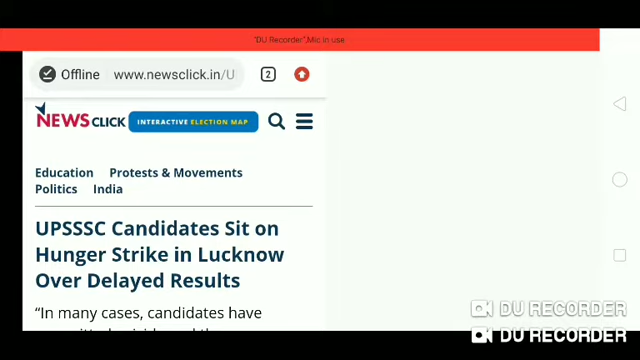 "DU Recorder",Mic in use
Offline www.newsclick.in/U 2
NEWS CLICK INTERACTIVE ELECTION MAP
Education Protests & Movements
Politics India
UPSSSC Candidates Sit on
Hunger Strike in Lucknow
Over Delayed Results
“In many cases, candidates have
DU RECORDER
DU RECORDER